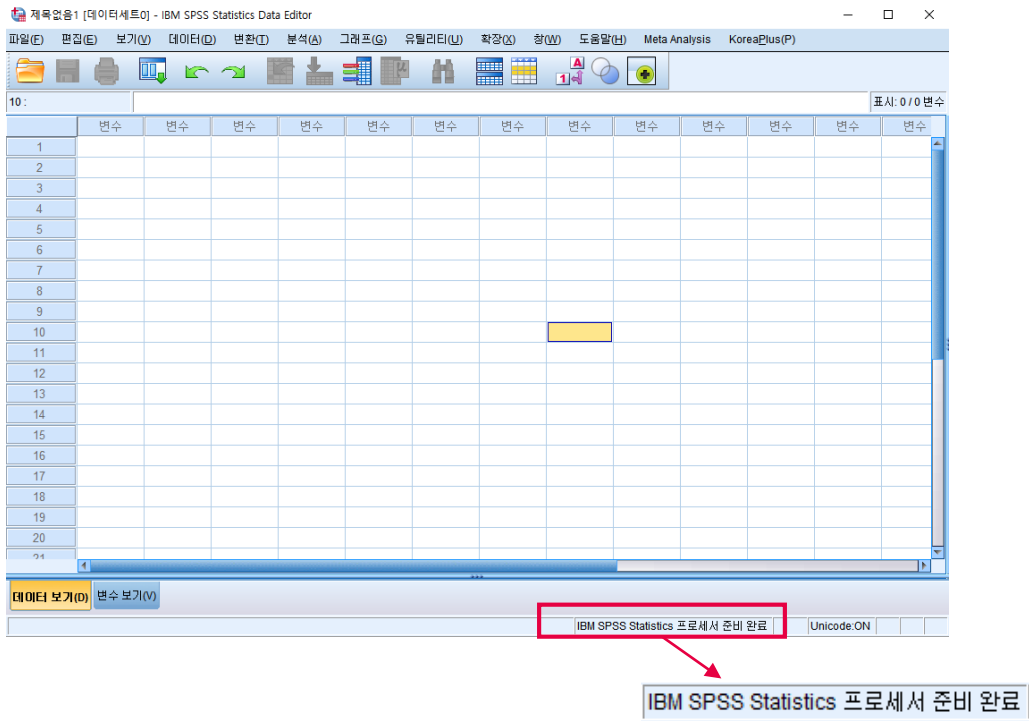 제목없음1 [데이터세트0] - IBM SPSS Statistics Data Editor
파일(F) 편집(E) 보기(V) 데이터(D) 변환(T) 분석(A) 그래프(G) 유틸리티(U) 확장(X) 창(W) 도움말(H) Meta Analysis KoreaPlus(P)
A
1
μ
10 :
표시: 0 / 0 변수
변수 변수 변수 변수 변수 변수 변수 변수 변수 변수 변수 변수 변수
1
2
3
4
5
6
7
8
9
10
11
12
13
14
15
16
17
18
19
20
21
데이터 보기(D) 변수 보기(V)
IBM SPSS Statistics 프로세서 준비 완료 Unicode:ON
IBM SPSS Statistics 프로세서 준비 완료